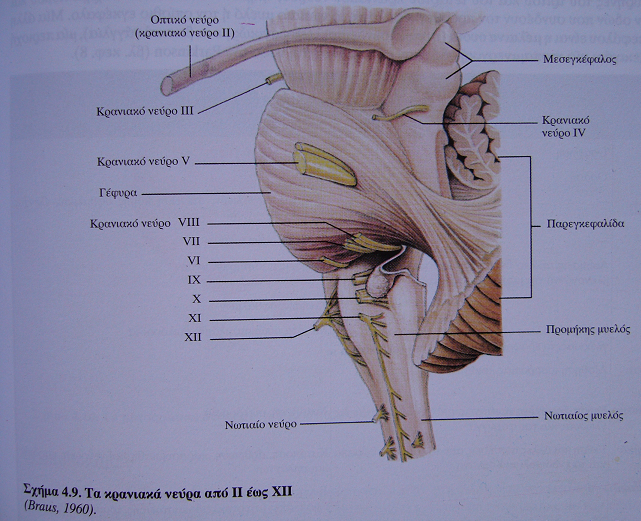 Οπτικό νεύρο
(κρανιακό νεύρο II)
Μεσεγκέφαλος
Κρανιακό νεύρο III
Κρανιακό
νεύρο IV
Κρανιακό νεύρο V
Γέφυρα
Κρανιακό νεύρο VIII
VII
VI
IX
X
XI
XII
Παρεγκεφαλίδα
Προμήκης μυελός
Νωτιαίο νεύρο
Νωτιαίος μυελός
Σχήμα 4.9. Τα κρανιακά νεύρα από II έως XII
(Braus, 1960).